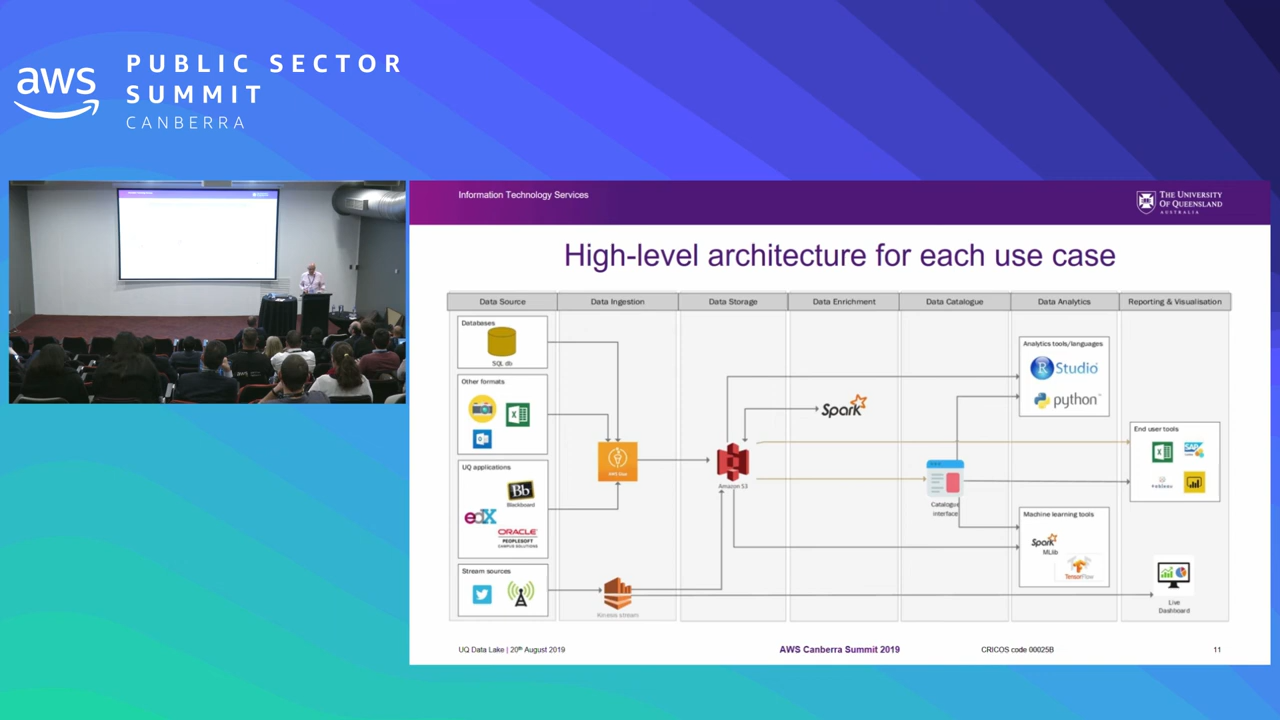 aws
PUBLIC SECTOR
SUMMIT
CANBERRA
Information Technology Services
THE UNIVERSITY
OF QUEENSLAND
AUSTRALIA
High-level architecture for each use case
Data Source
Data Ingestion
Data Storage
Data Enrichment
Data Catalogue
Data Analytics
Reporting & Visualisation
Databases
SQL db
Other formats
UQ applications
Bb
Blackboard
edX
ORACLE
PEOPLESOFT
CAMPUS SOLUTIONS
Stream sources
AWS Glue
Kinesis stream
Amazon S3
Spark
Catalogue
interface
Analytics tools/languages
R Studio
python
Machine learning tools
Spark
MLlib
TensorFlow
End user tools
SAP
+ a b l e a u
Live
Dashboard
UQ Data Lake | 20th August 2019
AWS Canberra Summit 2019
CRICOS code 00025B
11